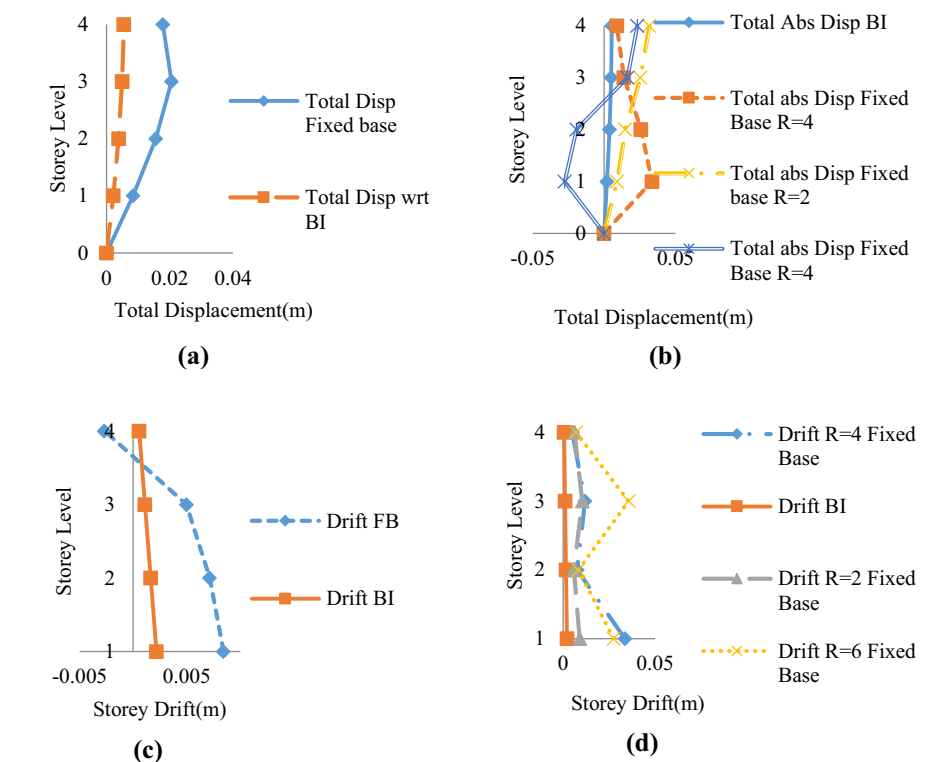 4
3
2
1
0
0
0.02
0.04
Storey Level
Total Displacement(m)
Total Disp
Fixed base
Total Disp wrt
BI
(a)
4
3
2
1
0
-0.05
0.05
Storey Level
Total Displacement(m)
Total Abs Disp BI
Total abs Disp Fixed
Base R=4
Total abs Disp Fixed
base R=2
Total abs Disp Fixed
Base R=4
(b)
4
3
2
1
-0.005
0.005
Storey Level
Storey Drift(m)
Drift FB
Drift BI
(c)
4
3
2
1
0
0.05
Storey Level
Storey Drift(m)
Drift R=4 Fixed
Base
Drift BI
Drift R=2 Fixed
Base
Drift R=6 Fixed
Base
(d)